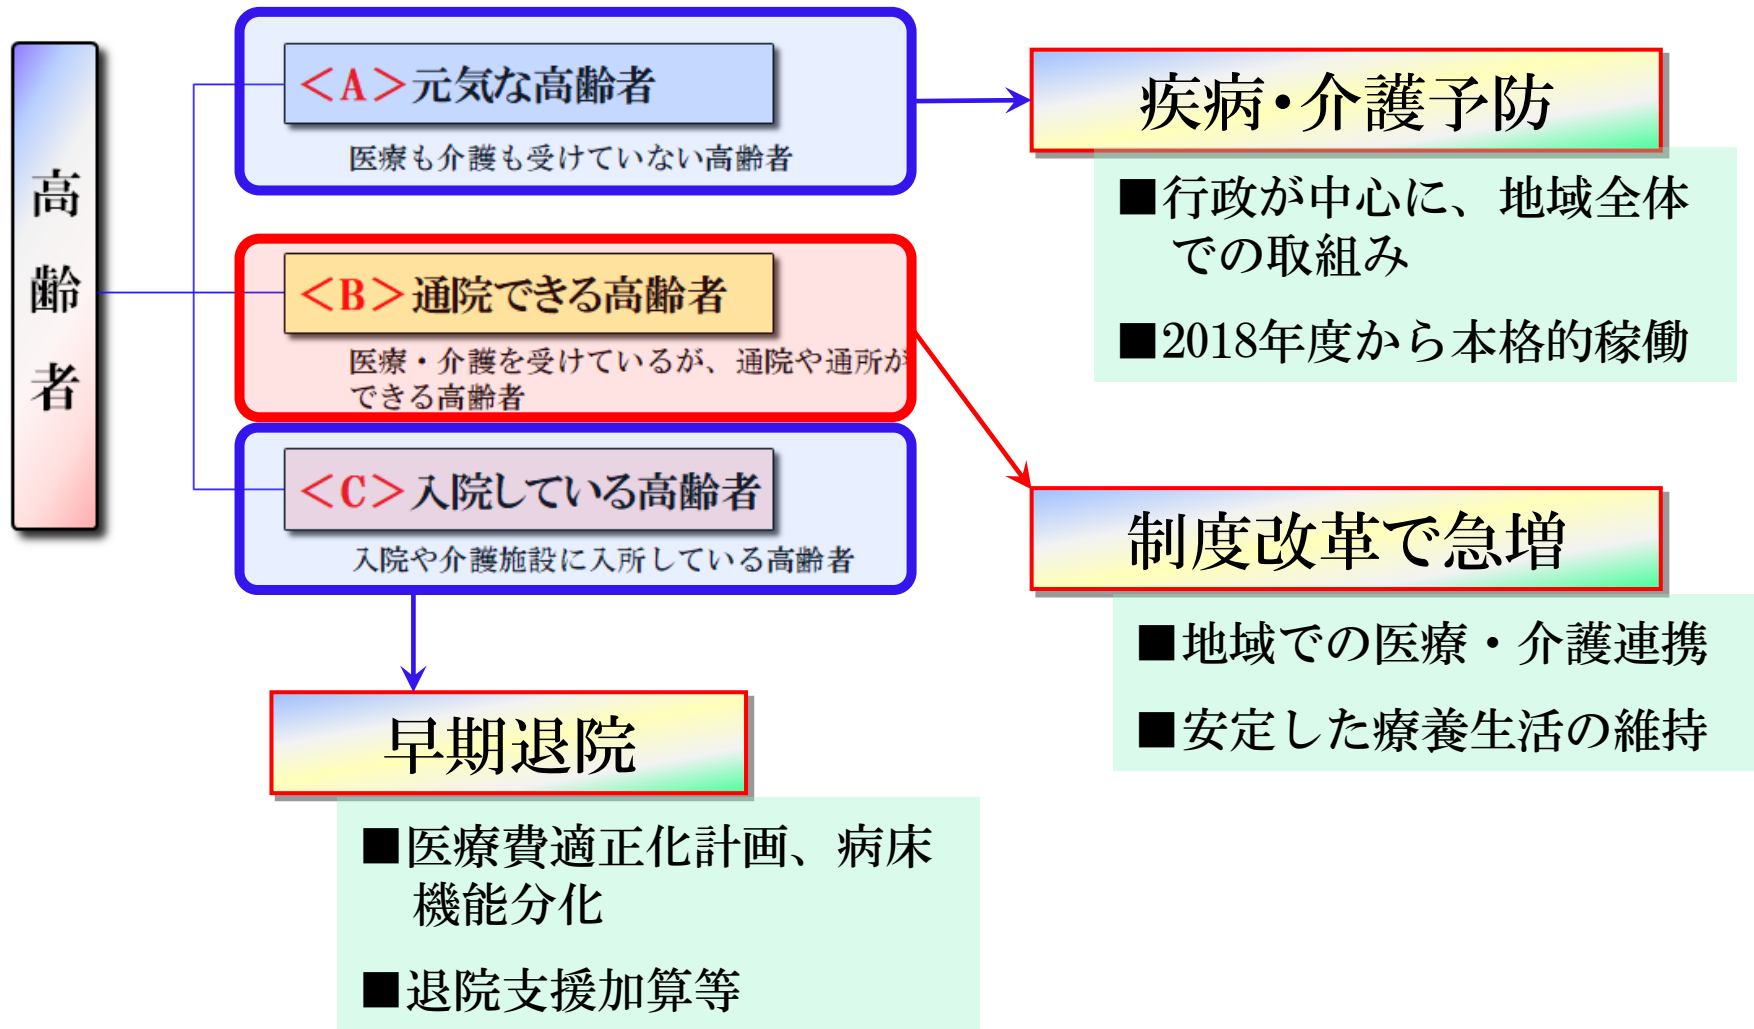 高齢者
<A>元気な高齢者
医療も介護も受けていない高齢者
<B>通院できる高齢者
医療・介護を受けているが、通院や通所が
できる高齢者
<C>入院している高齢者
入院や介護施設に入所している高齢者
疾病・介護予防
■行政が中心に、地域全体
での取組み
■2018年度から本格的稼働
制度改革で急増
■地域での医療・介護連携
■安定した療養生活の維持
早期退院
■医療費適正化計画、病床
機能分化
■退院支援加算等